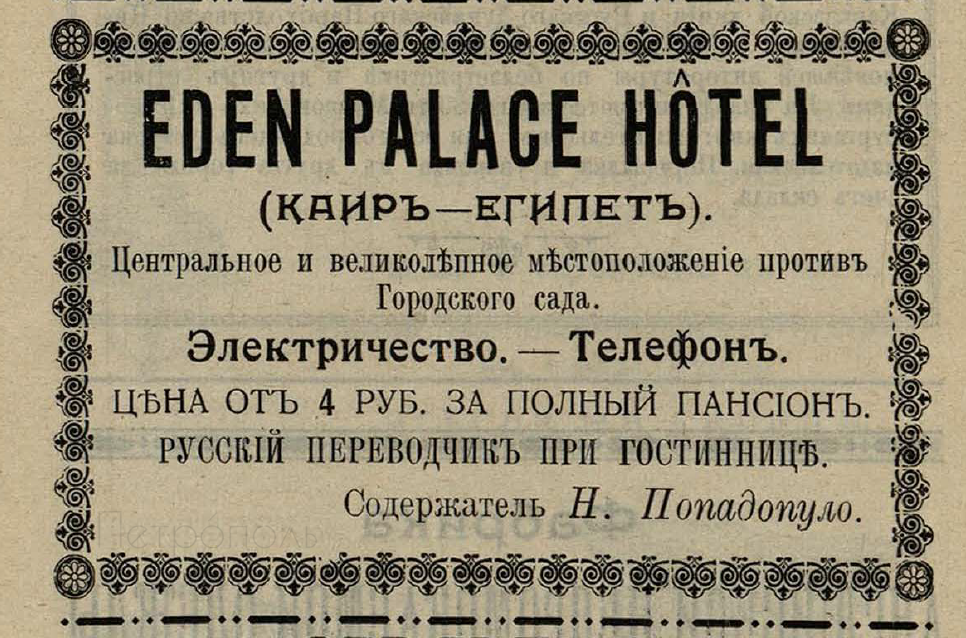 EDEN PALACE HÔTEL
(КАИРЪ—ЕГИПЕТЪ).
Центральное и великолѣпное мѣстоположеніе противъ
Городского сада.
Электричество. — Телефонъ.
ЦѢНА ОТЪ 4 РУБ. ЗА ПОЛНЫЙ ПАНСІОНЪ.
РУССКІЙ ПЕРЕВОДЧИКЪ ПРИ ГОСТИННИЦѢ.
Содержатель Н. Попадопуло.